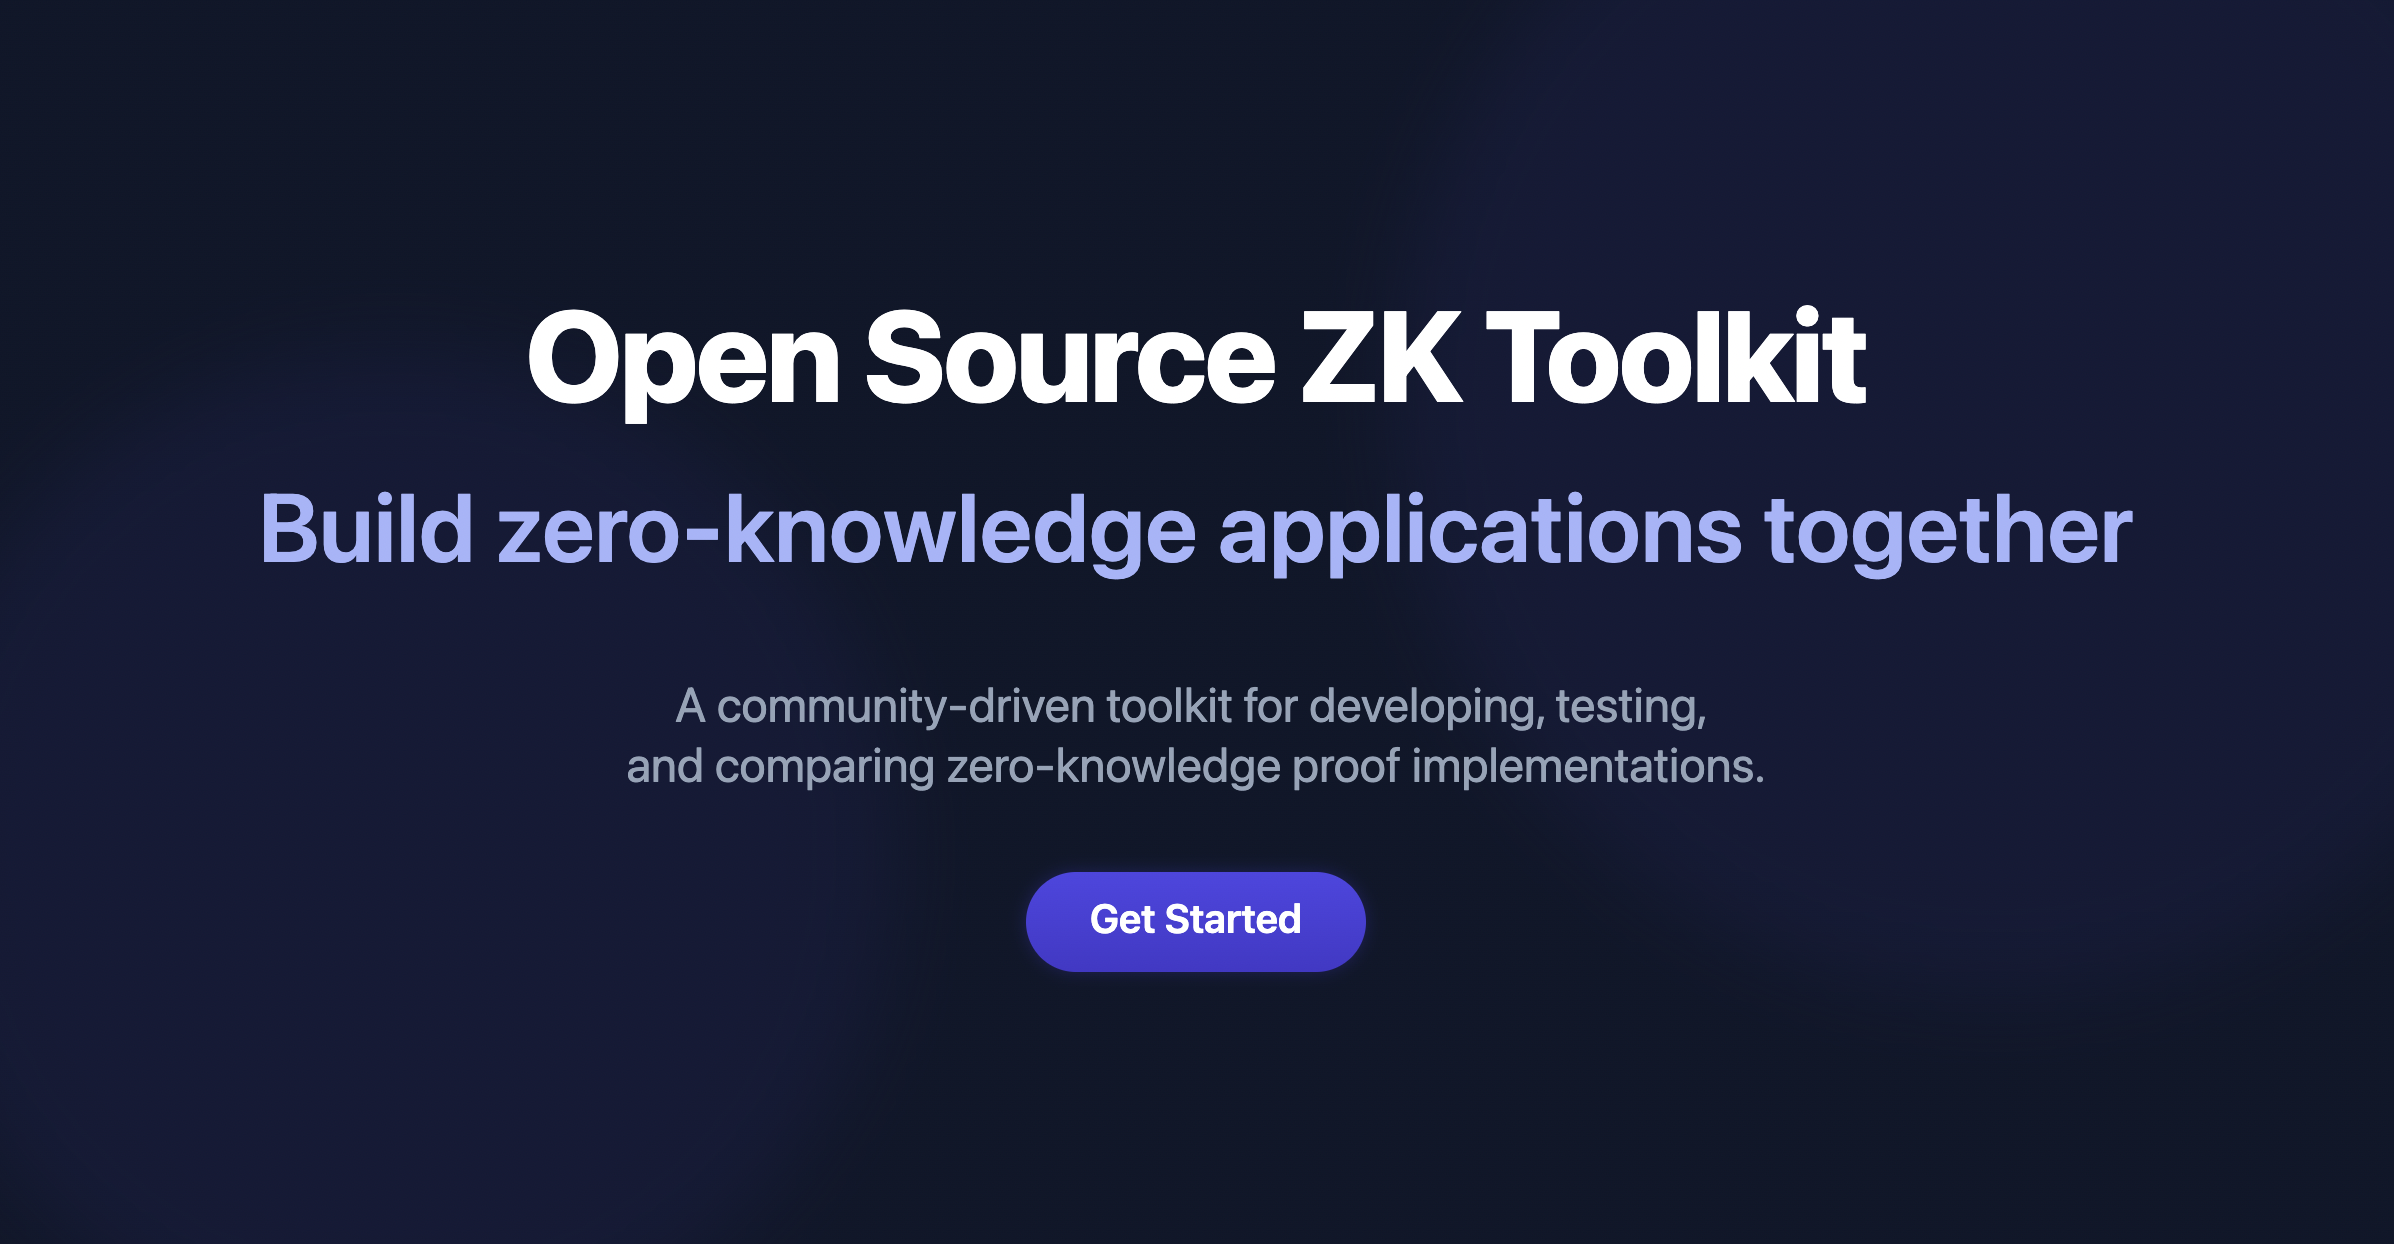 Open Source ZK Toolkit
Build zero-knowledge applications together
A community-driven toolkit for developing, testing,
and comparing zero-knowledge proof implementations.
Get Started